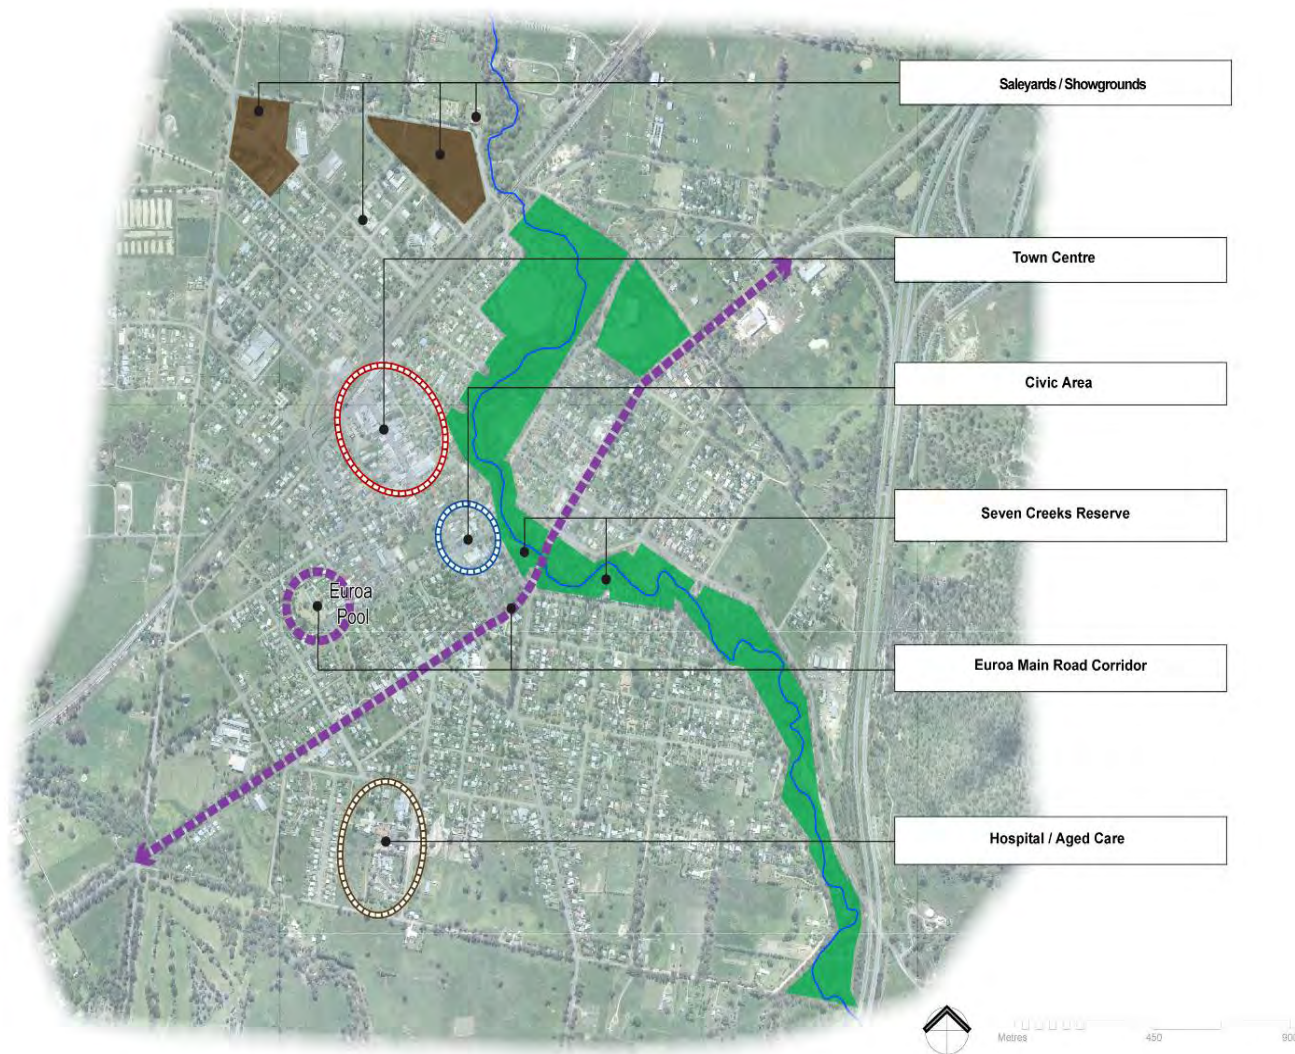 Saleyards / Showgrounds
Town Centre
Civic Area
Seven Creeks Reserve
Euroa
Pool
Euroa Main Road Corridor
Hospital / Aged Care
Metres 450 900